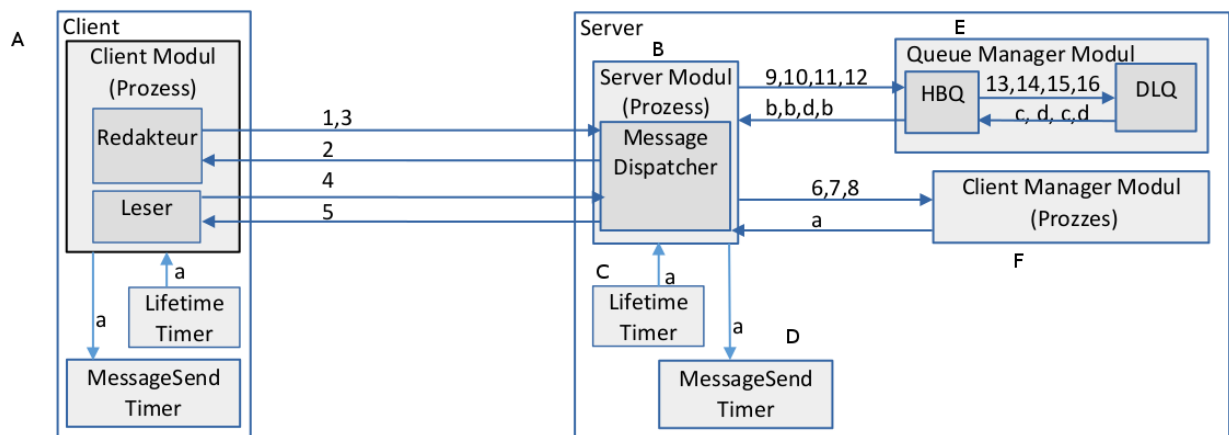 A
Client
Client Modul
(Prozess)
Redakteur
Leser
1,3
2
4
5
a
Lifetime
Timer
a
MessageSend
Timer
Server
B
Server Modul
(Prozess)
Message
Dispatcher
9,10,11,12
b,b,d,b
E
Queue Manager Modul
HBQ
13,14,15,16
c, d, c,d
DLQ
6,7,8
a
Client Manager Modul
(Prozzes)
F
C
a
Lifetime
Timer
a
D
MessageSend
Timer